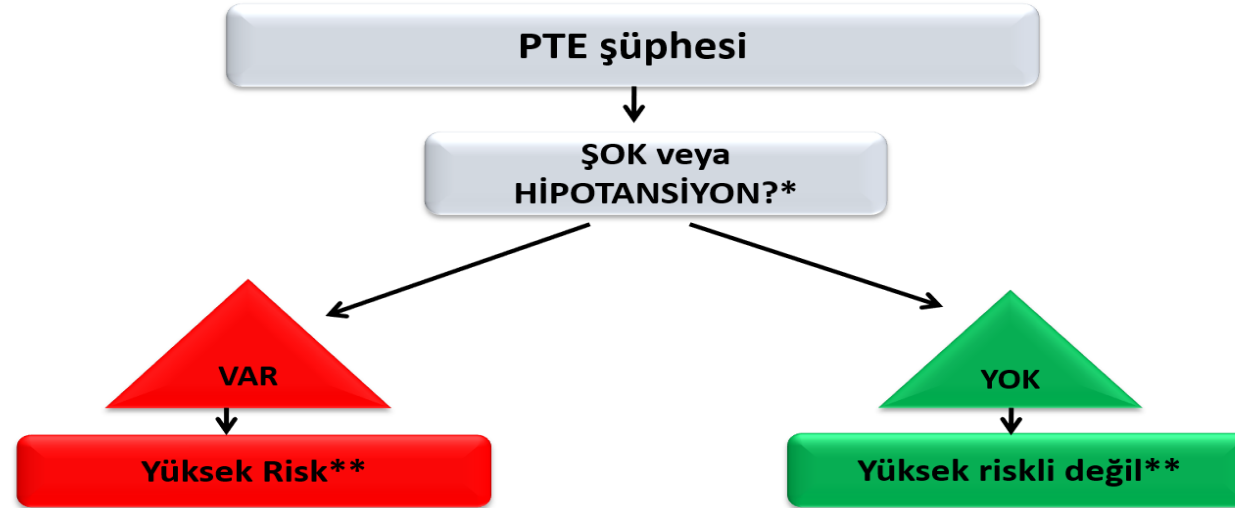 PTE şüphesi
ŞOK veya
HİPOTANSİYON?*
VAR
YOK
Yüksek Risk**
Yüksek riskli değil**